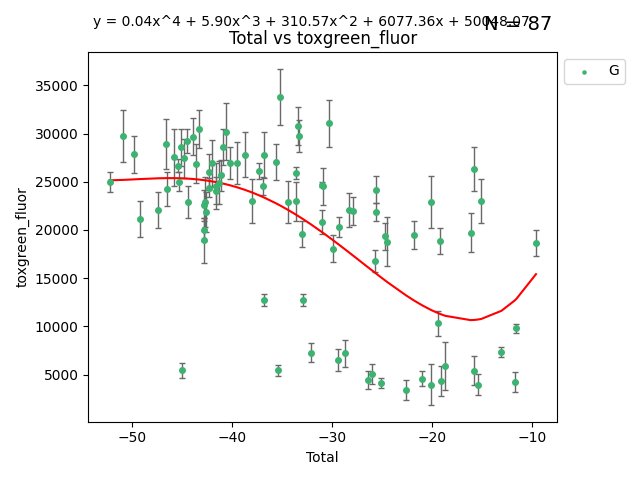 y = 0.04x^4 + 5.90x^3 + 310.57x^2 + 6077.36x + 50048.07
N = 87
Total vs toxgreen_fluor
G
35000
30000
25000
20000
15000
10000
5000
toxgreen_fluor
−50 −40 −30 −20 −10
Total